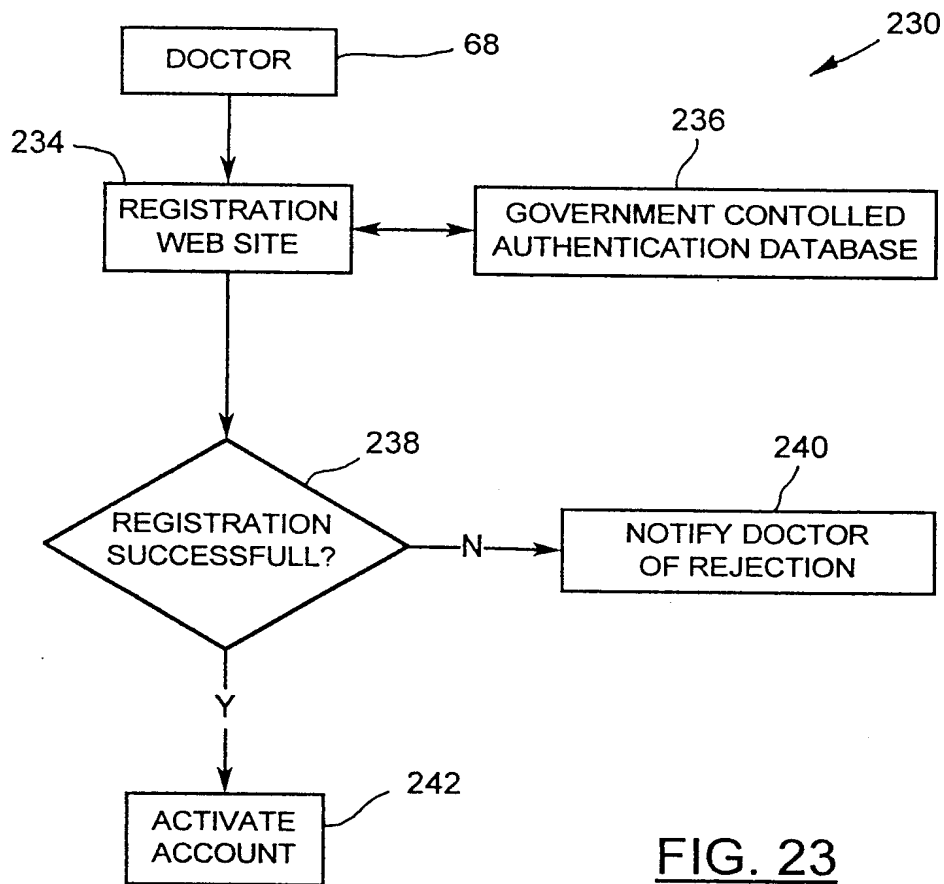 230
68
DOCTOR
234
236
REGISTRATION
WEB SITE
GOVERNMENT CONTOLLED
AUTHENTICATION DATABASE
238
240
REGISTRATION
SUCCESSFULL?
N
NOTIFY DOCTOR
OF REJECTION
Y
242
ACTIVATE
ACCOUNT
FIG. 23